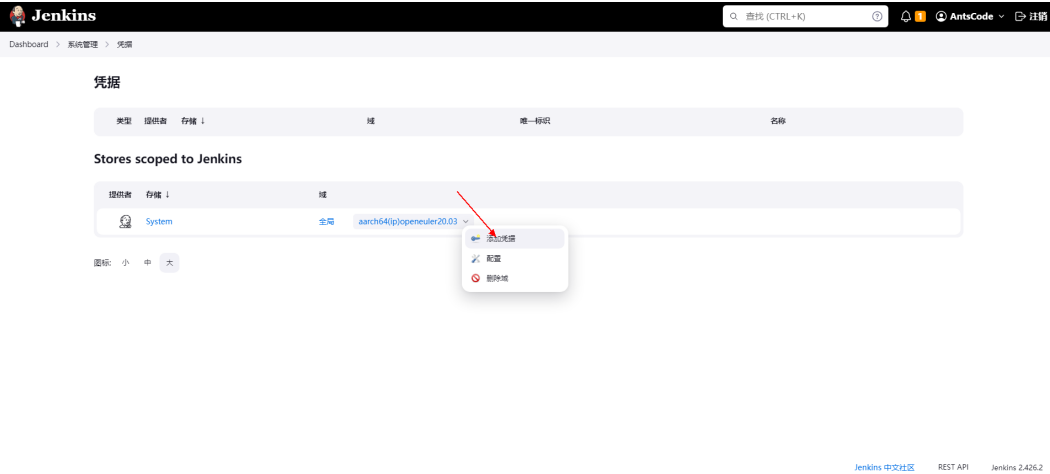 Jenkins
查找 (CTRL+K)
1
AntsCode
注销
Dashboard > 系统管理 > 凭据
凭据
类型 提供者 存储 ↓ 域 唯一标识 名称
Stores scoped to Jenkins
提供者 存储 ↓ 域
System 全局 aarch64(ip)openeuler20.03
添加凭据
配置
删除域
图标: 小 中 大
Jenkins 中文社区 REST API Jenkins 2.426.2